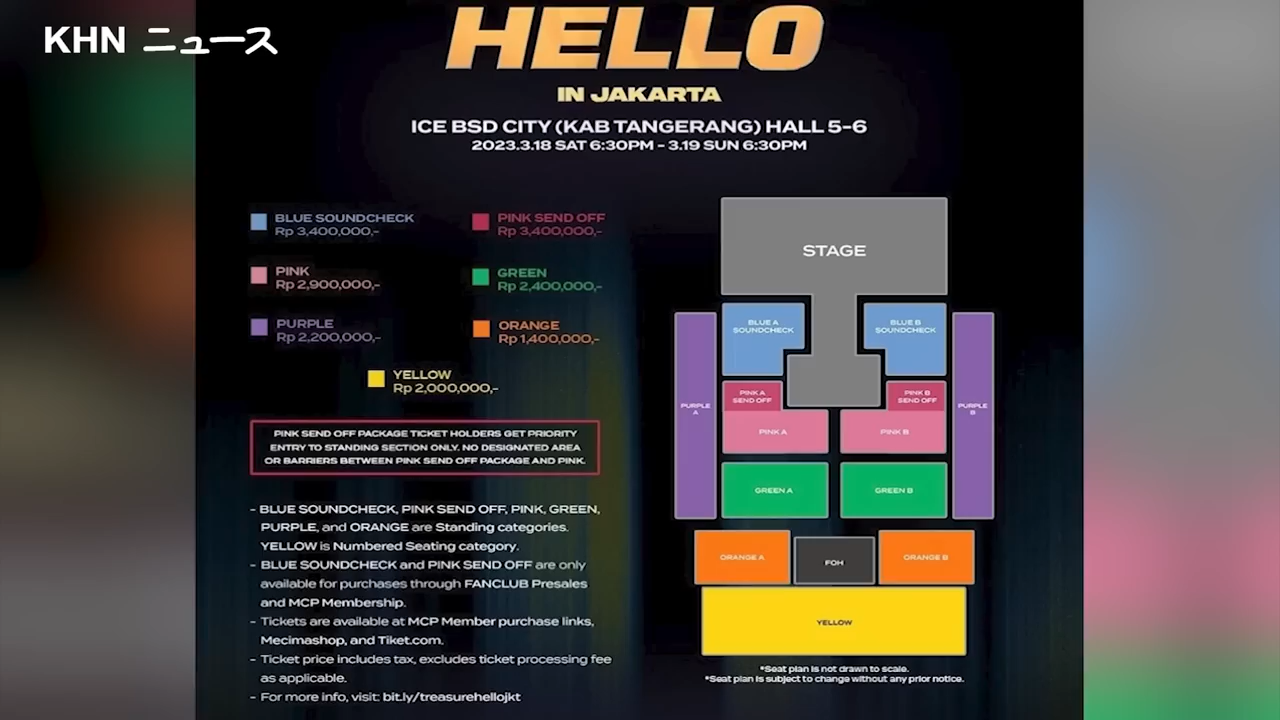 KHN ニュース
HELLO
IN JAKARTA
ICE BSD CITY (KAB TANGERANG) HALL 5-6
2023.3.18 SAT 6:30PM - 3.19 SUN 6:30PM
BLUE SOUNDCHECK
Rp 3,400,000,-
PINK SEND OFF
Rp 3,400,000,-
PINK
Rp 2,900,000,-
GREEN
Rp 2,400,000,-
PURPLE
Rp 2,200,000,-
ORANGE
Rp 1,400,000,-
YELLOW
Rp 2,000,000,-
PINK SEND OFF PACKAGE TICKET HOLDERS GET PRIORITY
ENTRY TO STANDING SECTION ONLY. NO DESIGNATED AREA
OR BARRIERS BETWEEN PINK SEND OFF PACKAGE AND PINK.
- BLUE SOUNDCHECK, PINK SEND OFF, PINK, GREEN,
PURPLE, and ORANGE are Standing categories.
YELLOW is Numbered Seating category.
- BLUE SOUNDCHECK and PINK SEND OFF are only
available for purchases through FANCLUB Presales
and MCP Membership.
- Tickets are available at MCP Member purchase links,
Mecimashop, and Tiket.com.
- Ticket price includes tax, excludes ticket processing fee
as applicable.
- For more info, visit: bit.ly/treasurehellojkt
STAGE
BLUE A
SOUNDCHECK
BLUE B
SOUNDCHECK
PURPLE
A
PINK A
SEND OFF
PINK B
SEND OFF
PURPLE
B
PINK A
PINK B
GREEN A
GREEN B
ORANGE A
FOH
ORANGE B
YELLOW
*Seat plan is not drawn to scale.
*Seat plan is subject to change without any prior notice.